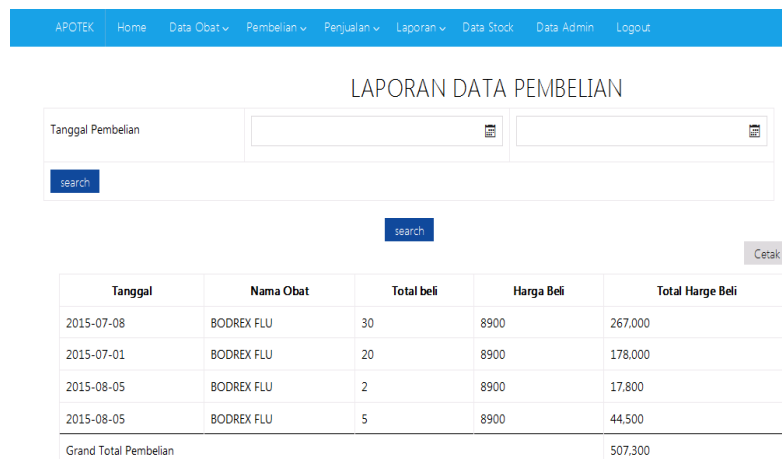 APOTEK Home Data Obat Pembelian Penjualan Laporan Data Stock Data Admin Logout
LAPORAN DATA PEMBELIAN
Tanggal Pembelian
search
search
Cetak
Tanggal Nama Obat Total beli Harga Beli Total Harge Beli
2015-07-08 BODREX FLU 30 8900 267,000
2015-07-01 BODREX FLU 20 8900 178,000
2015-08-05 BODREX FLU 2 8900 17,800
2015-08-05 BODREX FLU 5 8900 44,500
Grand Total Pembelian 507,300